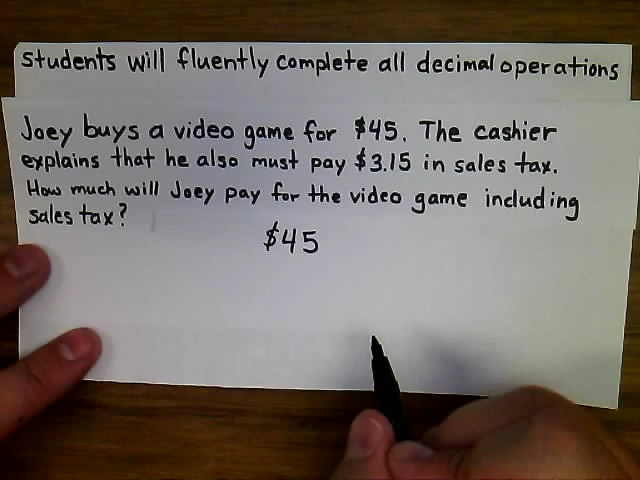 students will fluently complete all decimal operations
Joey buys a video game for $45. The cashier
explains that he also must pay $3.15 in sales tax.
How much will Joey pay for the video game including
sales tax?
$45